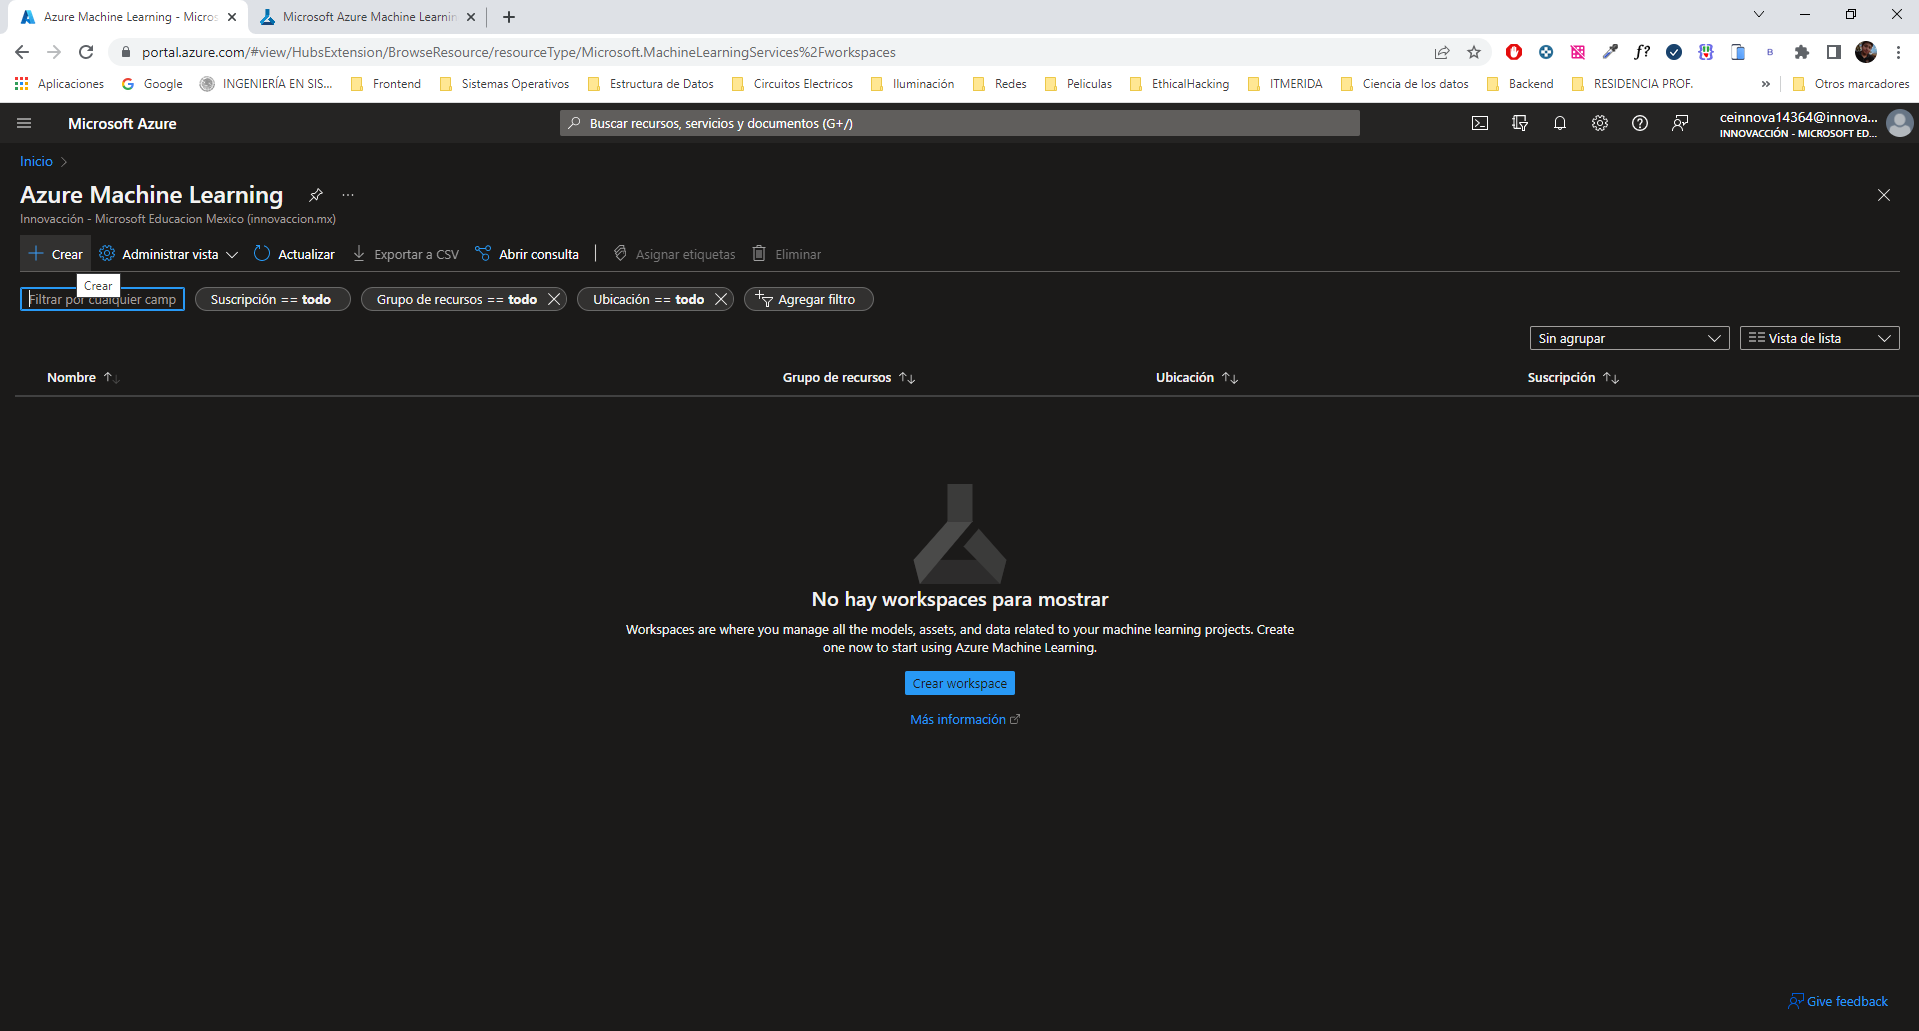 Azure Machine Learning - Micros
Microsoft Azure Machine Learnin
portal.azure.com/#view/HubsExtension/BrowseResource/resourceType/Microsoft.MachineLearningServices%2Fworkspaces
f?
B
Aplicaciones
Google
INGENIERÍA EN SIS...
Frontend
Sistemas Operativos
Estructura de Datos
Circuitos Electricos
Iluminación
Redes
Peliculas
EthicalHacking
ITMERIDA
Ciencia de los datos
Backend
RESIDENCIA PROF.
»
Otros marcadores
Microsoft Azure
Buscar recursos, servicios y documentos (G+/)
ceinnova14364@innova...
INNOVACCIÓN - MICROSOFT ED...
Inicio >
Azure Machine Learning ...
Innovacción - Microsoft Educacion Mexico (innovaccion.mx)
+ Crear
Administrar vista
Actualizar
Exportar a CSV
Abrir consulta
Asignar etiquetas
Eliminar
Crear
Filtrar por cualquier camp
Suscripción == todo
Grupo de recursos == todo
Ubicación == todo
Agregar filtro
Sin agrupar
Vista de lista
Nombre
Grupo de recursos
Ubicación
Suscripción
No hay workspaces para mostrar
Workspaces are where you manage all the models, assets, and data related to your machine learning projects. Create
one now to start using Azure Machine Learning.
Crear workspace
Más información
Give feedback